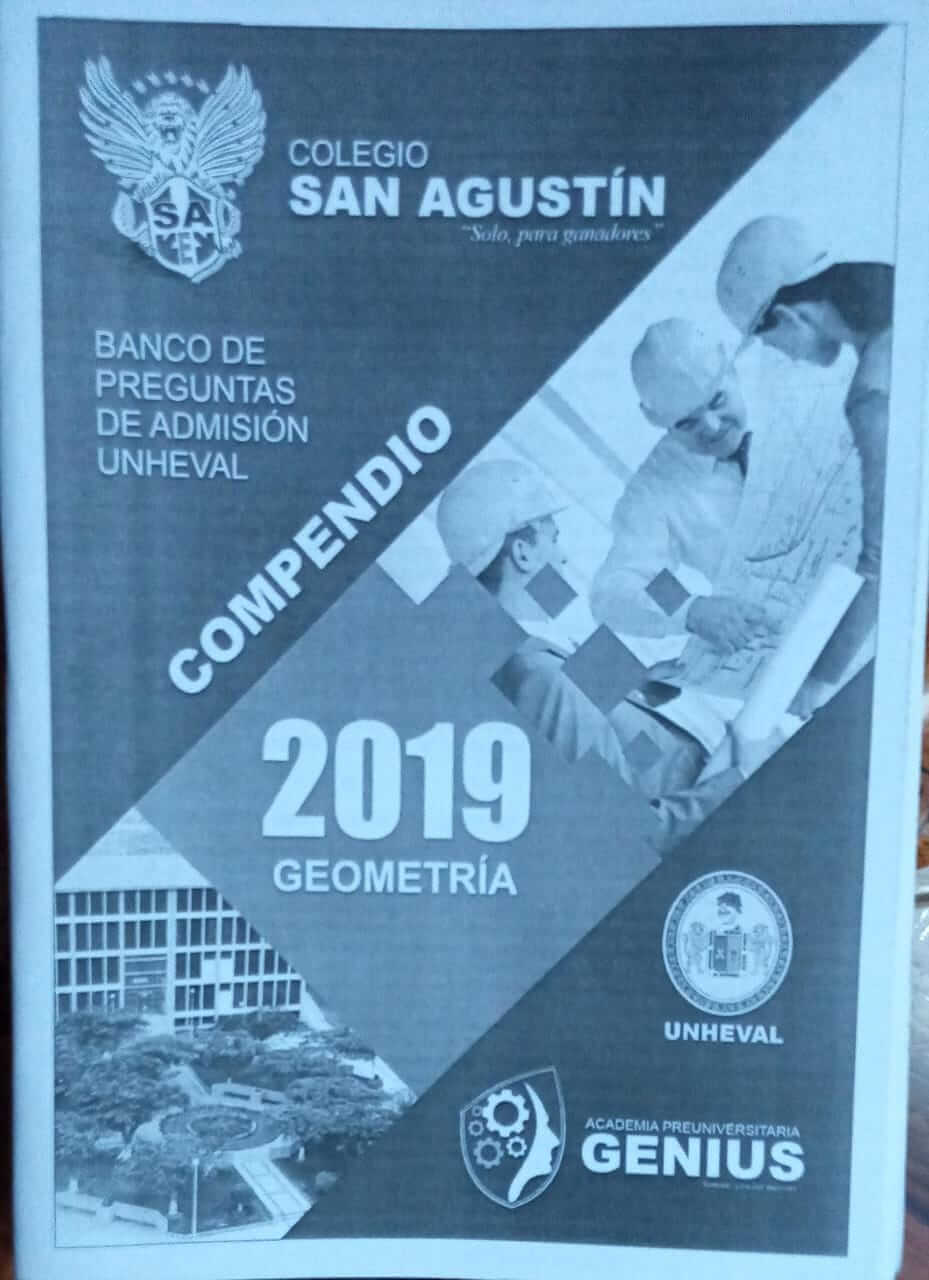 COLEGIO
SAN AGUSTÍN
"Solo, para ganadores"
SA
BANCO DE
PREGUNTAS
DE ADMISIÓN
UNHEVAL
COMPENDIO
2019
GEOMETRÍA
UNHEVAL
ACADEMIA PREUNIVERSITARIA
GENIUS